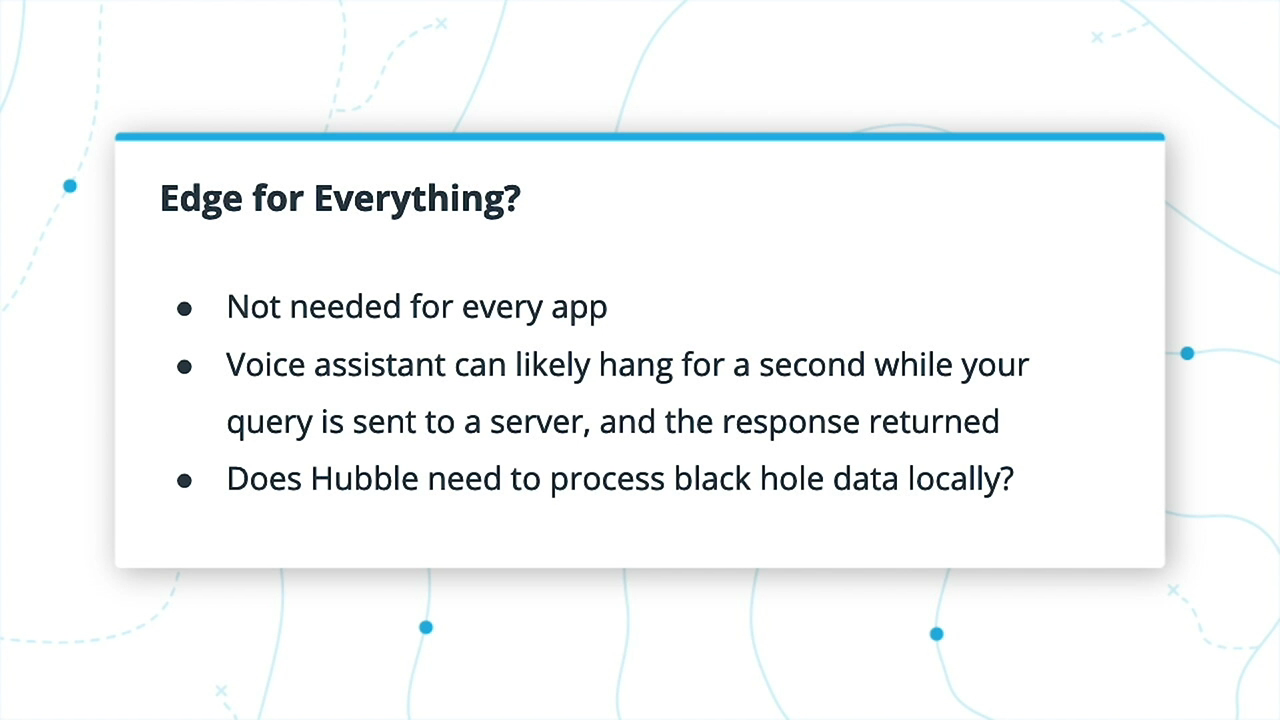 Edge for Everything?
● Not needed for every app
● Voice assistant can likely hang for a second while your
query is sent to a server, and the response returned
● Does Hubble need to process black hole data locally?